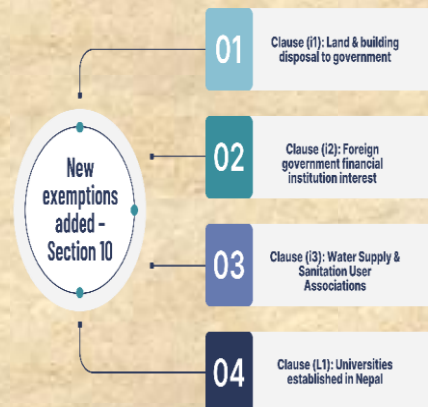 New
exemptions
added –
Section 10
01
Clause (i1): Land & building
disposal to government
02
Clause (i2): Foreign
government financial
institution interest
03
Clause (i3): Water Supply &
Sanitation User
Associations
04
Clause (L1): Universities
established in Nepal